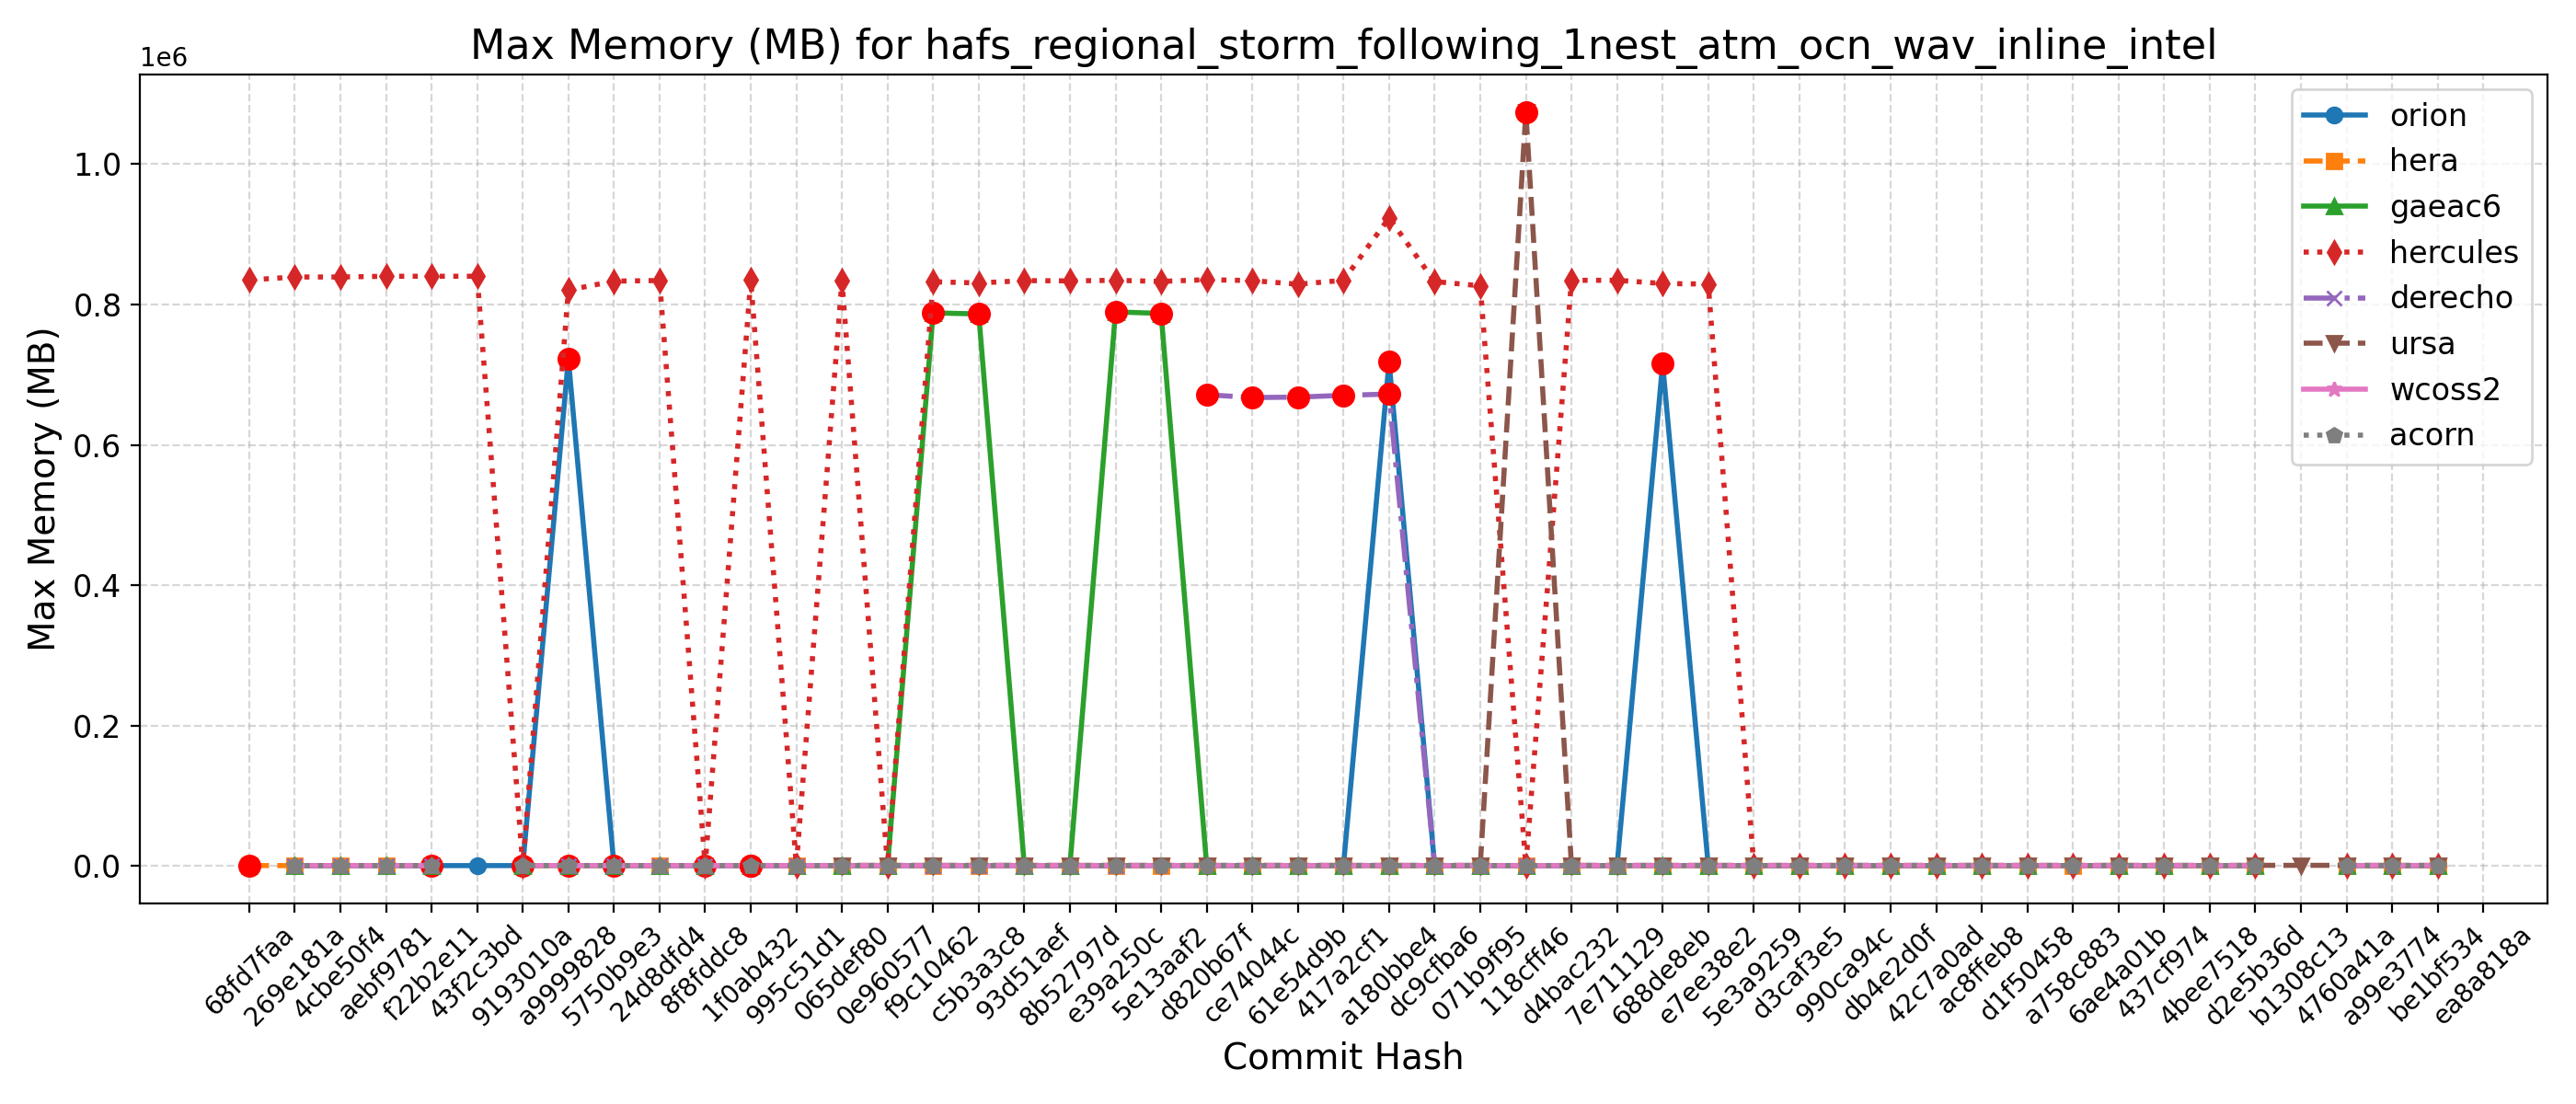 Max Memory (MB) for hafs_regional_storm_following_1nest_atm_ocn_wav_inline_intel
1e6
1.0
0.8
0.6
0.4
0.2
0.0
Max Memory (MB)
orion
hera
gaeac6
hercules
derecho
ursa
wcoss2
acorn
68fd7faa
269e181a
4cbe50f4
aebf9781
f22b2e11
43f2c3bd
9193010a
a9999828
5750b9e3
24d8dfd4
8f8fddc8
1f0ab432
995c51d1
065def80
0e960577
f9c10462
c5b3a3c8
93d51aef
8b52797d
e39a250c
5e13aaf2
d820b67f
ce74044c
61e54d9b
417a2cf1
a180bbe4
dc9cfba6
071b9f95
118cff46
d4bac232
7e711129
688de8eb
e7ee38e2
5e3a9259
d3caf3e5
990ca94c
db4e2d0f
42c7a0ad
ac8ffeb8
d1f50458
a758c883
6ae4a01b
437cf974
4bee7518
d2e5b36d
b1308c13
4760a41a
a99e3774
be1bf534
ea8a818a
Commit Hash